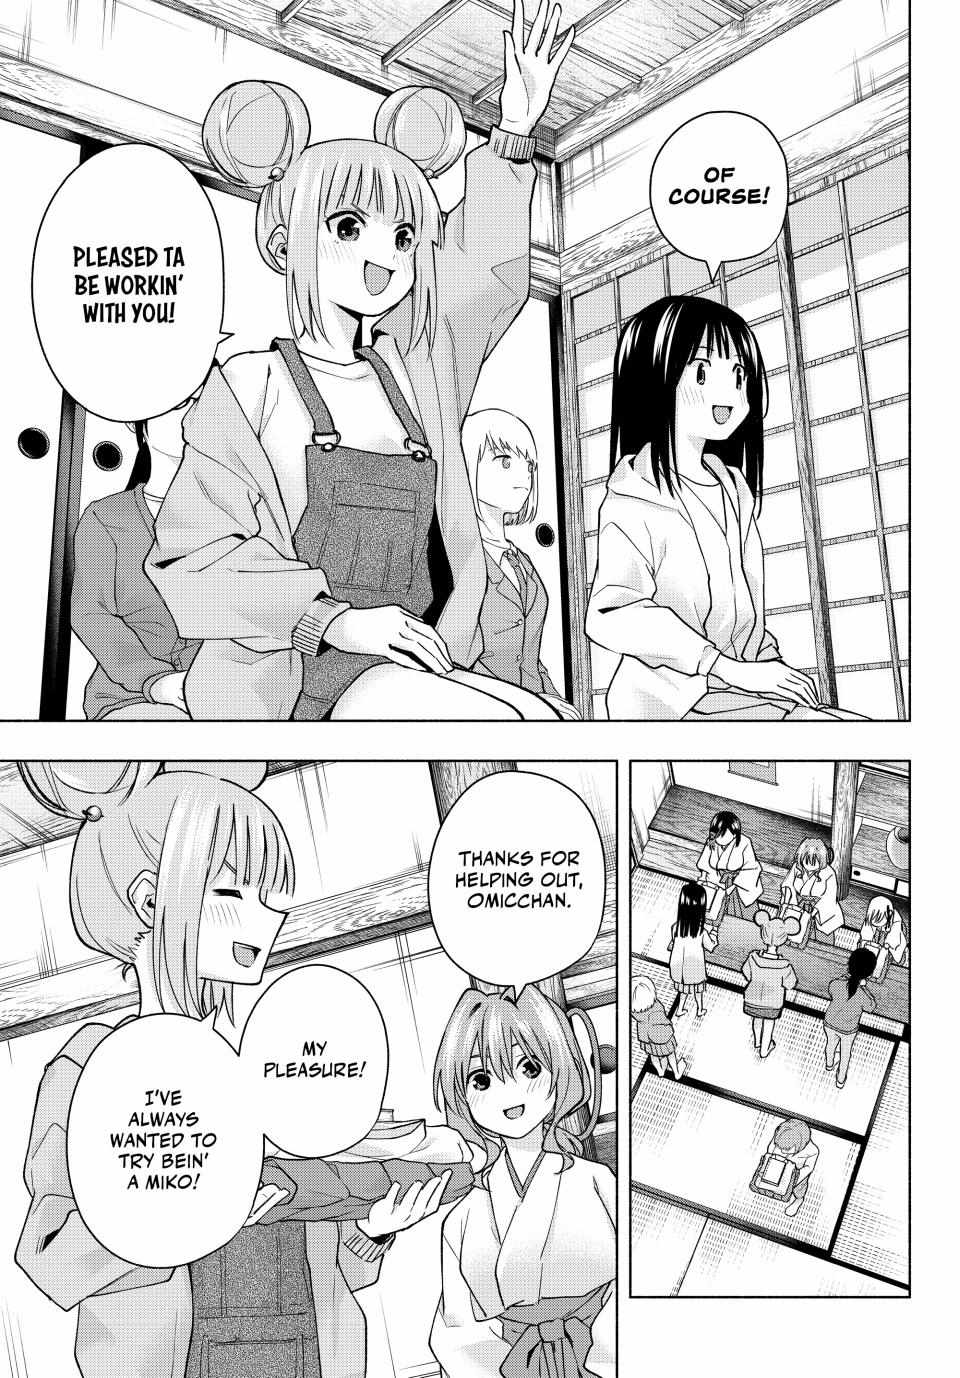 OF
COURSE!
PLEASED TA
BE WORKIN'
WITH YOU!
THANKS FOR
HELPING OUT,
OMICCHAN.
MY
PLEASURE!
I'VE
ALWAYS
WANTED TO
TRY BEIN'
A MIKO!